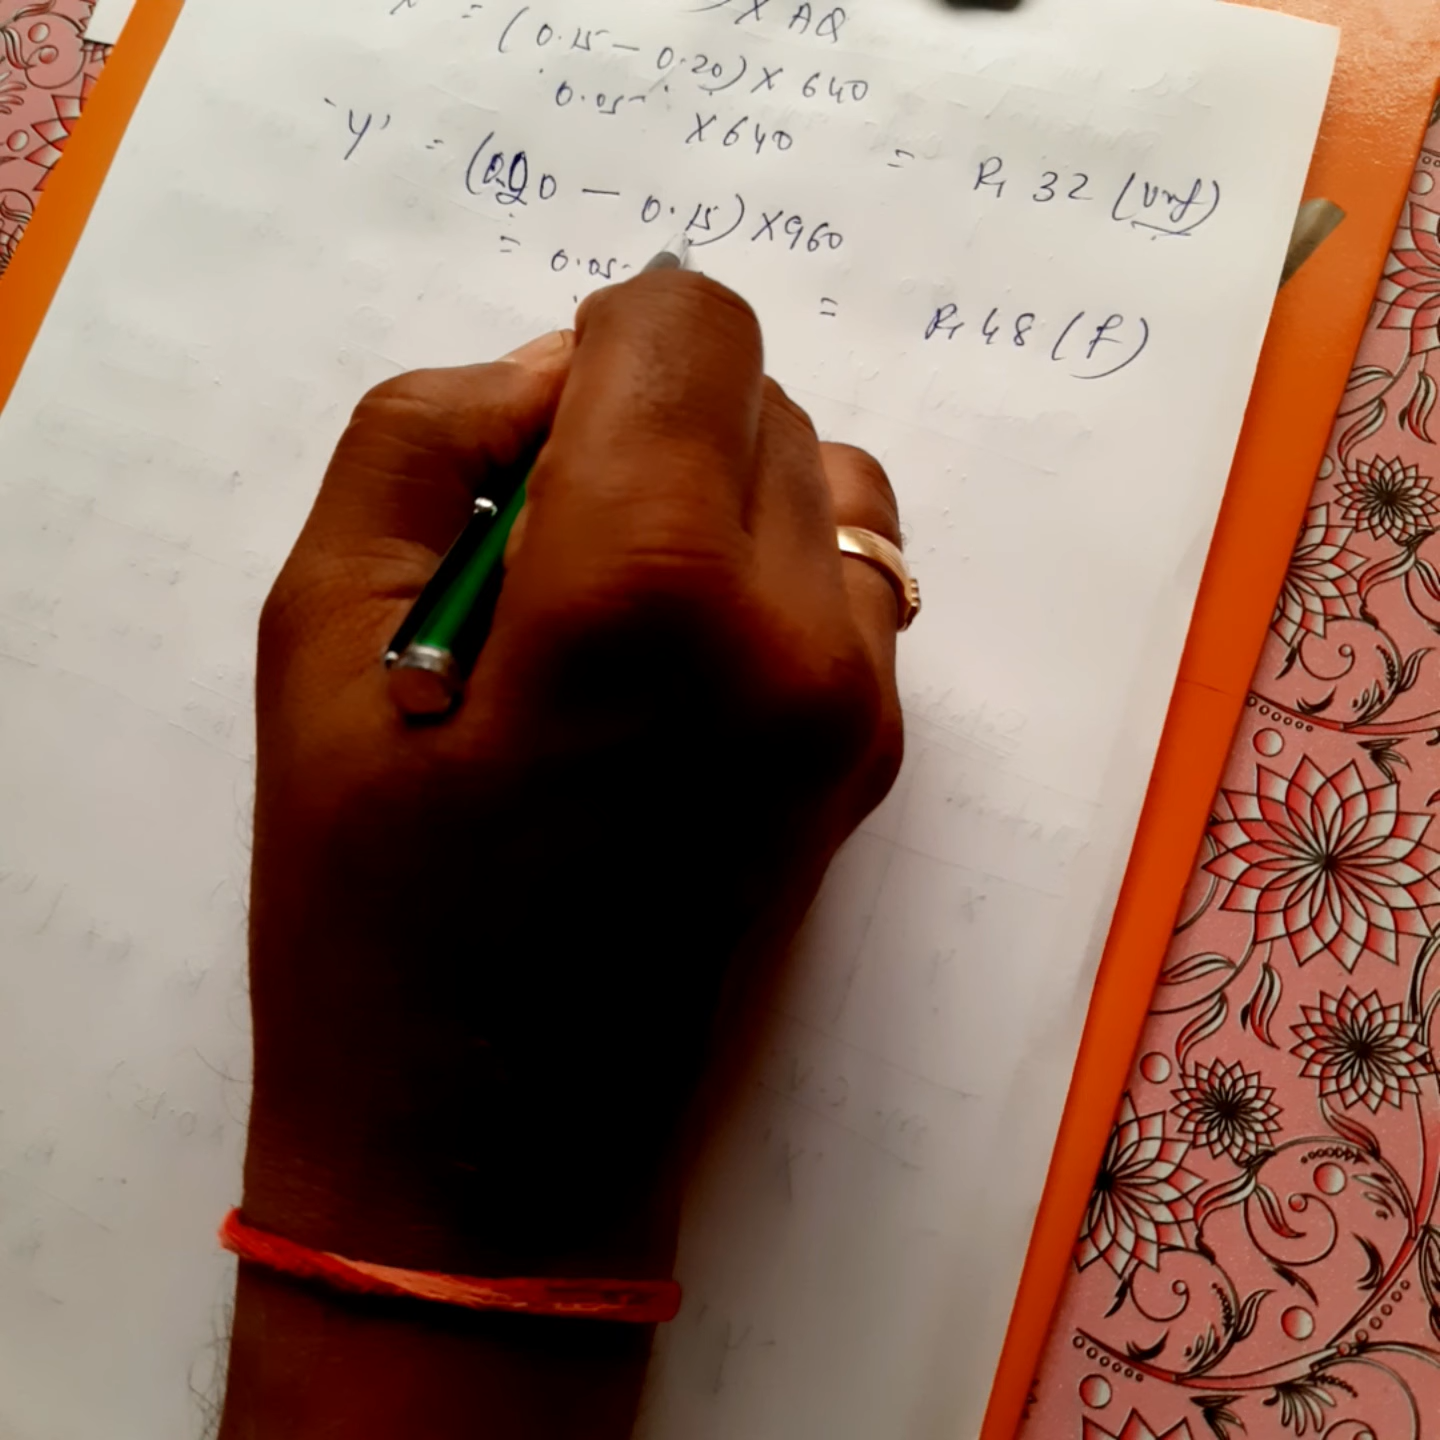 X = ) X AQ
(0.15 - 0.20) X 640
0.05 X 640 = Rs 32 (Unf)
'Y' = (0.20 - 0.15) X 960
= 0.05 = Rs 48 (f)